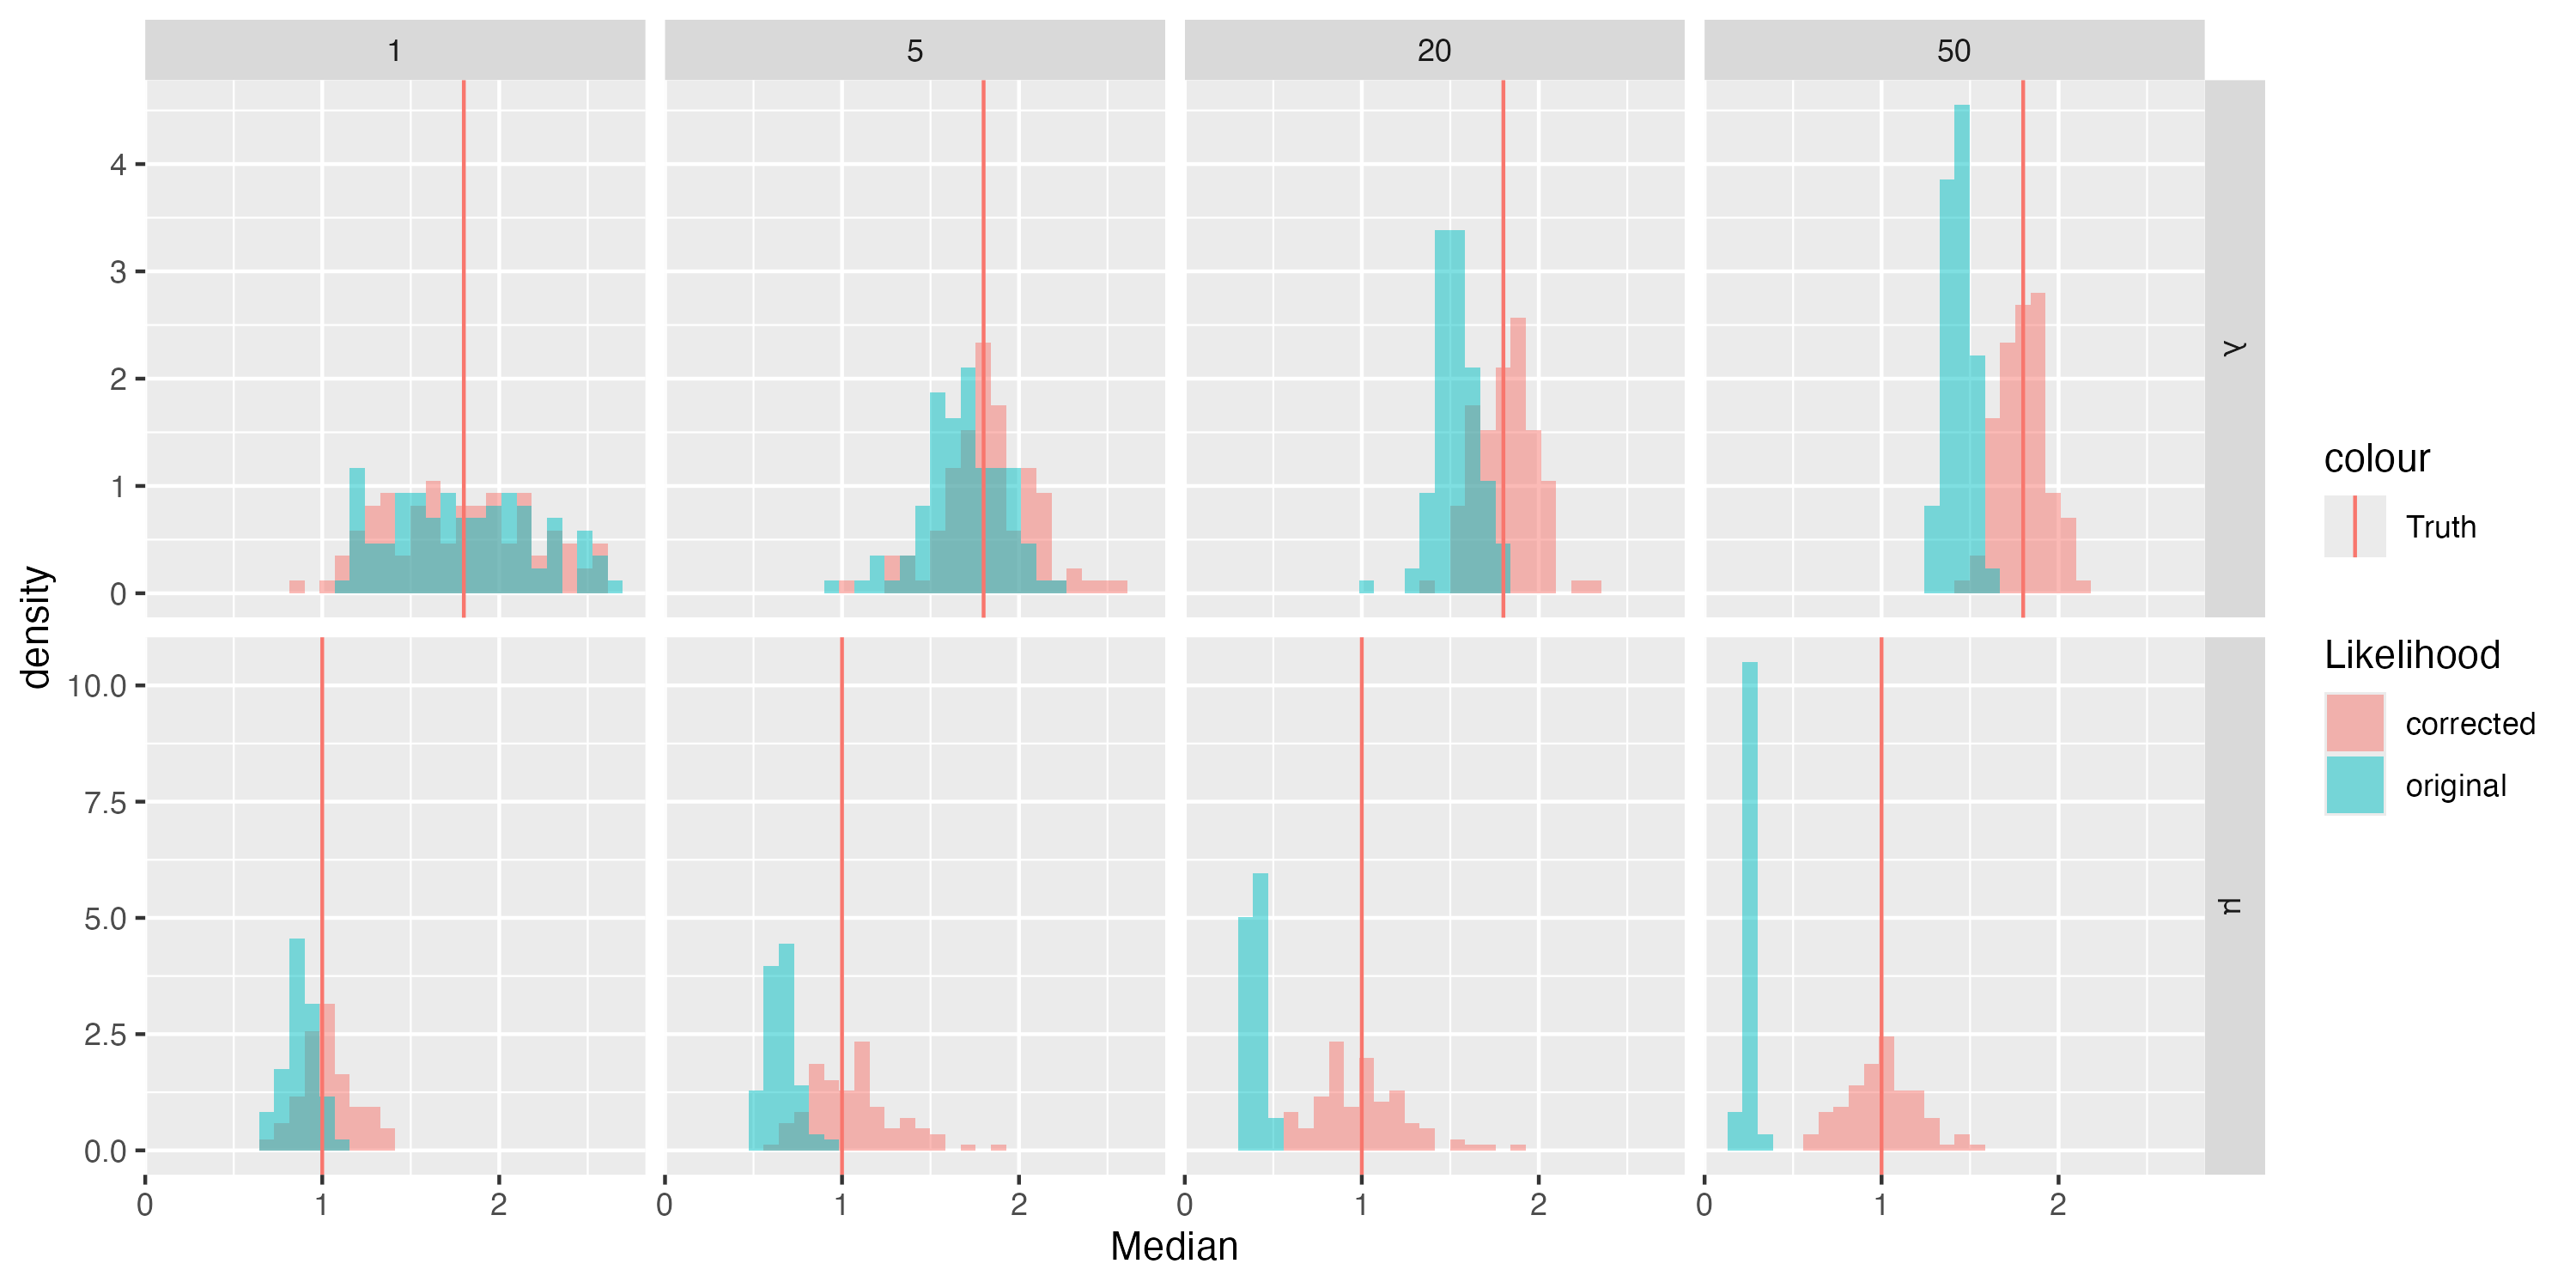 1 5 20 50
4
3
2
1
0
λ
10.0
7.5
5.0
2.5
0.0
μ
0 1 2 0 1 2 0 1 2 0 1 2
Median
density
colour
Truth
Likelihood
corrected
original